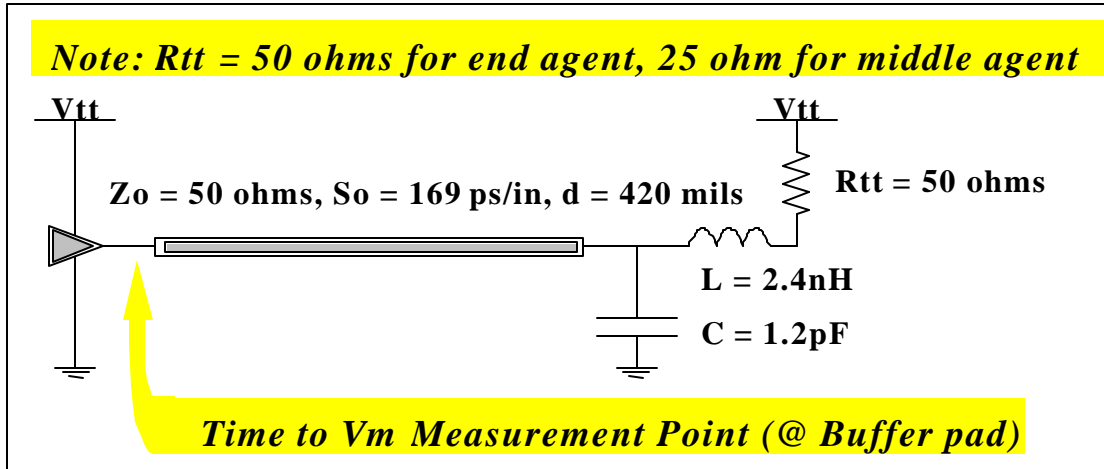 Note: Rtt = 50 ohms for end agent, 25 ohm for middle agent
Vtt
Vtt
Zo = 50 ohms, So = 169 ps/in, d = 420 mils
Rtt = 50 ohms
L = 2.4nH
C = 1.2pF
Time to Vm Measurement Point (@ Buffer pad)